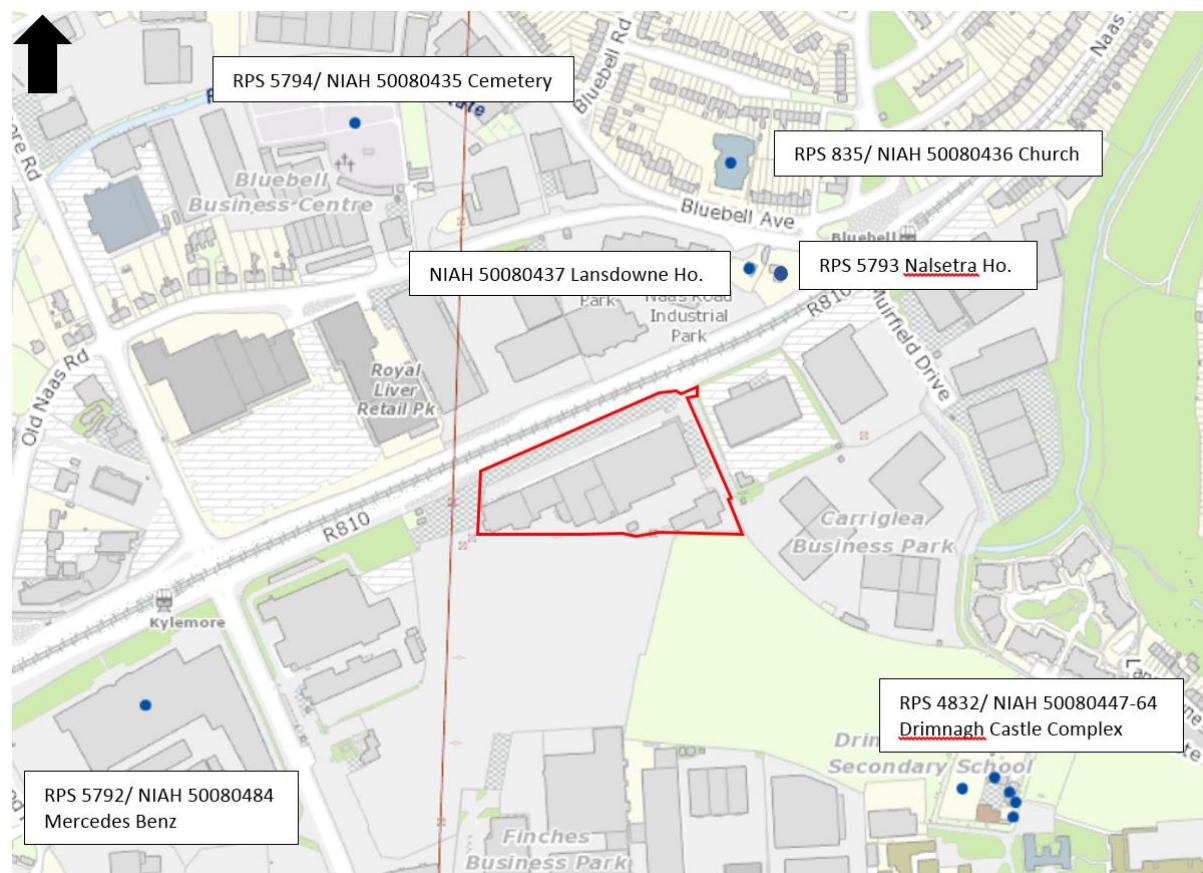 RPS 5794/ NIAH 50080435 Cemetery
Bluebell Rd
Naas
RPS 835/ NIAH 50080436 Church
ore Rd
Bluebell
Business Centre
Bluebell Ave
Bluebell
NIAH 50080437 Lansdowne Ho.
RPS 5793 Nalsetra Ho.
Park
Naas Road
Industrial
Park
R810
Muirfield Drive
Old Naas Rd
Royal
Liver
Retail Pk
R810
Carriglea
Business Park
Kylemore
RPS 4832/ NIAH 50080447-64
Drimnagh Castle Complex
Secondary School
RPS 5792/ NIAH 50080484
Mercedes Benz
Finches
Business Park